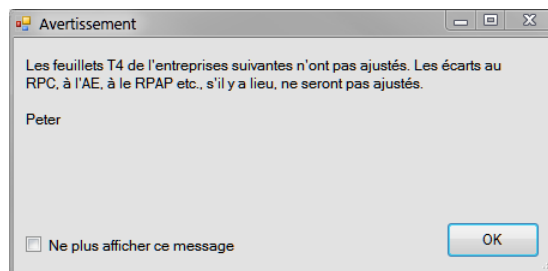 Avertissement
Les feuillets T4 de l'entreprises suivantes n'ont pas ajustés. Les écarts au
RPC, à l'AE, à le RPAP etc., s'il y a lieu, ne seront pas ajustés.
Peter
Ne plus afficher ce message
OK